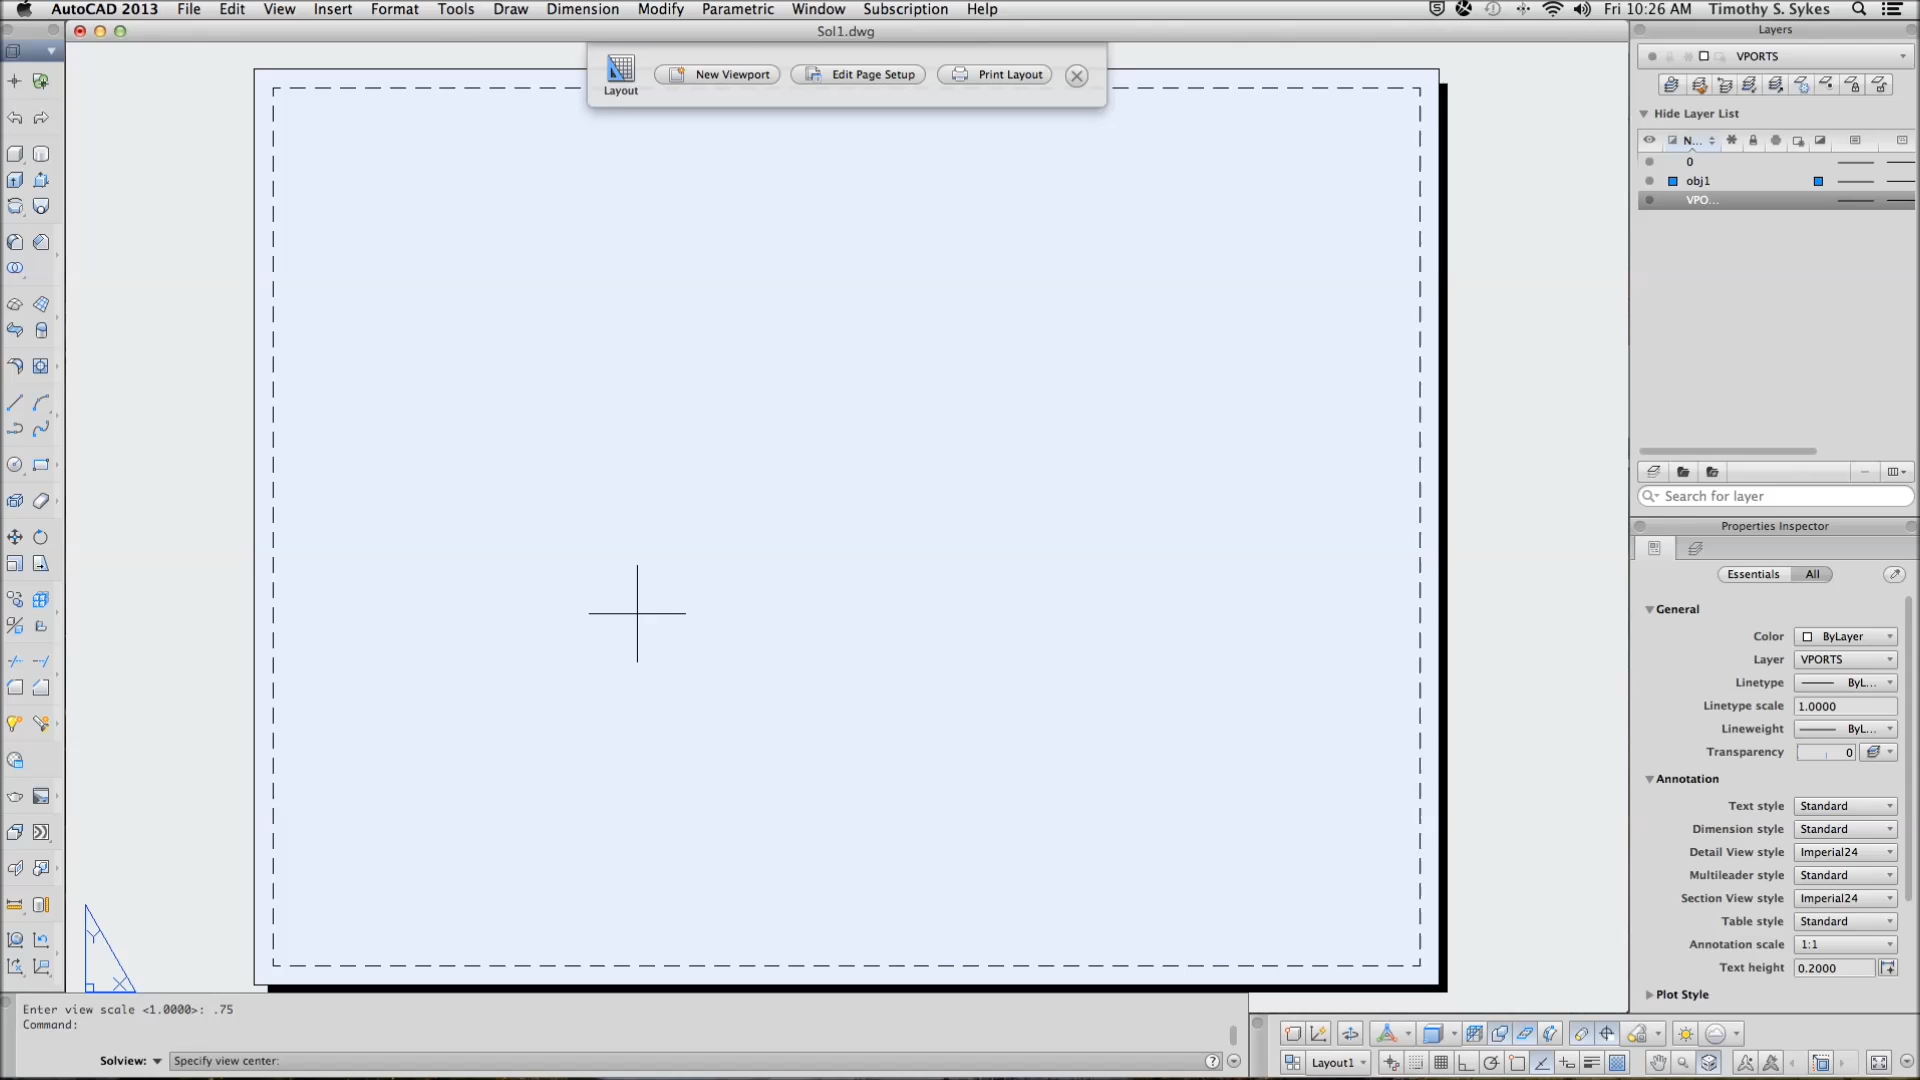 AutoCAD 2013 File Edit View Insert Format Tools Draw Dimension Modify Parametric Window Subscription Help Fri 10:26 AM Timothy S. Sykes
Sol1.dwg
Layout
New Viewport
Edit Page Setup
Print Layout
Layers
VPORTS
Hide Layer List
N...
0
obj1
VPO...
Search for layer
Properties Inspector
Essentials All
General
Color ByLayer
Layer VPORTS
Linetype ByL...
Linetype scale 1.0000
Lineweight ByL...
Transparency 0
Annotation
Text style Standard
Dimension style Standard
Detail View style Imperial24
Multileader style Standard
Section View style Imperial24
Table style Standard
Annotation scale 1:1
Text height 0.2000
Plot Style
Y
X
Enter view scale <1.0000>: .75
Command:
Solview: Specify view center:
?
Layout1